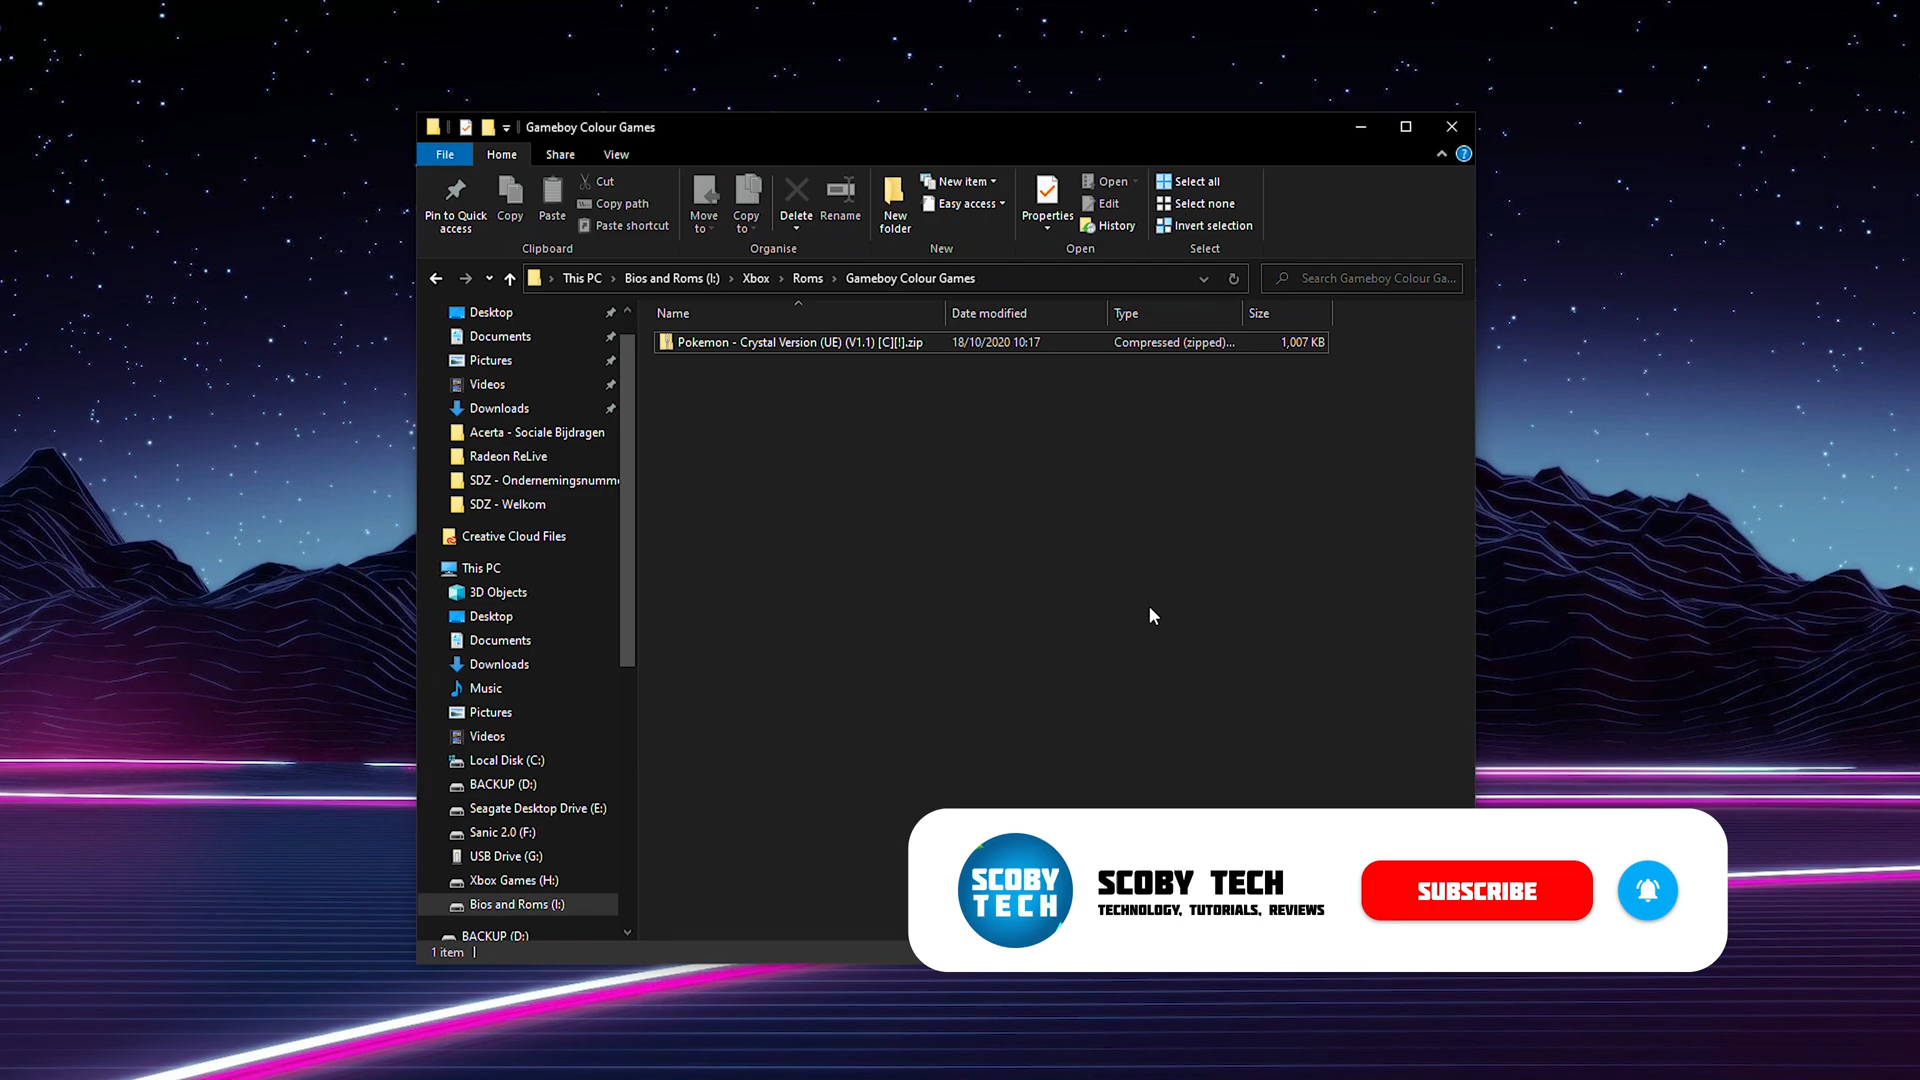 Gameboy Colour Games
File Home Share View
Pin to Quick access
Copy
Paste
Cut
Copy path
Paste shortcut
Clipboard
Move to
Copy to
Delete
Rename
Organise
New folder
New item
Easy access
New
Properties
Open
Edit
History
Open
Select all
Select none
Invert selection
Select
This PC > Bios and Roms (I:) > Xbox > Roms > Gameboy Colour Games
Search Gameboy Colour Ga...
Name Date modified Type Size
Pokemon - Crystal Version (UE) (V1.1) [C][!].zip 18/10/2020 10:17 Compressed (zipped)... 1,007 KB
Desktop
Documents
Pictures
Videos
Downloads
Acerta - Sociale Bijdragen
Radeon ReLive
SDZ - Ondernemingsnumm
SDZ - Welkom
Creative Cloud Files
This PC
3D Objects
Desktop
Documents
Downloads
Music
Pictures
Videos
Local Disk (C:)
BACKUP (D:)
Seagate Desktop Drive (E:)
Sanic 2.0 (F:)
USB Drive (G:)
Xbox Games (H:)
Bios and Roms (I:)
BACKUP (D:)
1 item
SCOBY
TECH
SCOBY TECH
TECHNOLOGY, TUTORIALS, REVIEWS
SUBSCRIBE